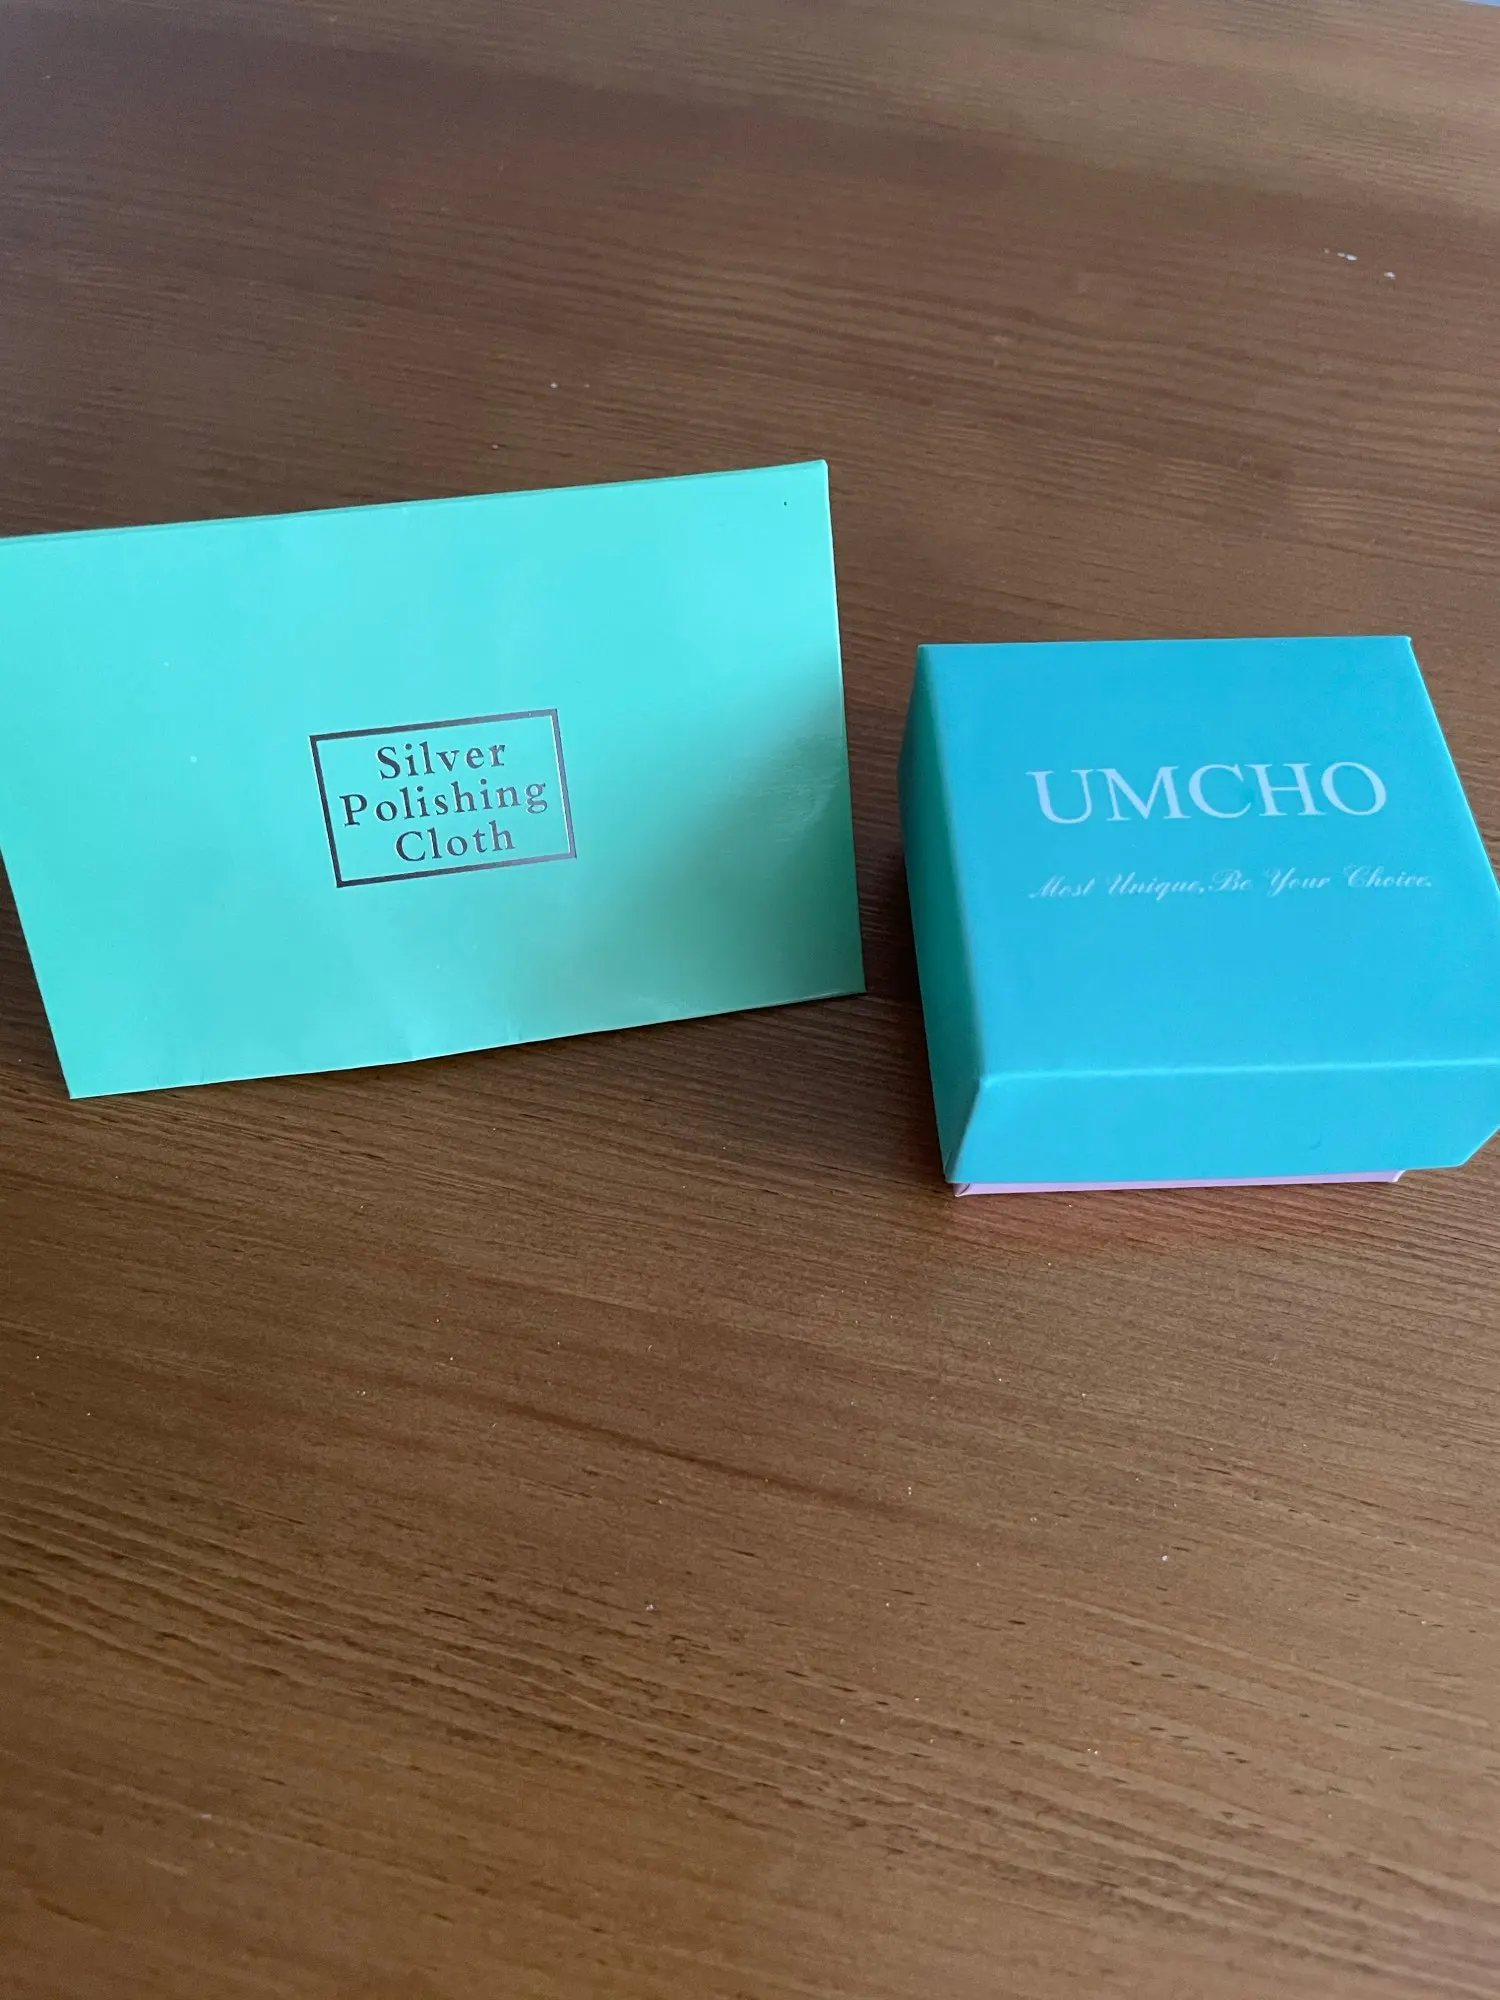 Silver
Polishing
Cloth
UMCHO
Most Unique, Be Your Choice.